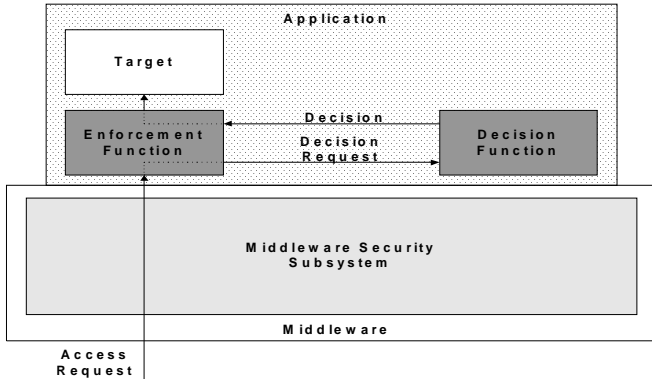 Application
Target
Enforcement
Function
Decision
Decision
Request
Decision
Function
Middleware Security
Subsystem
Middleware
Access
Request